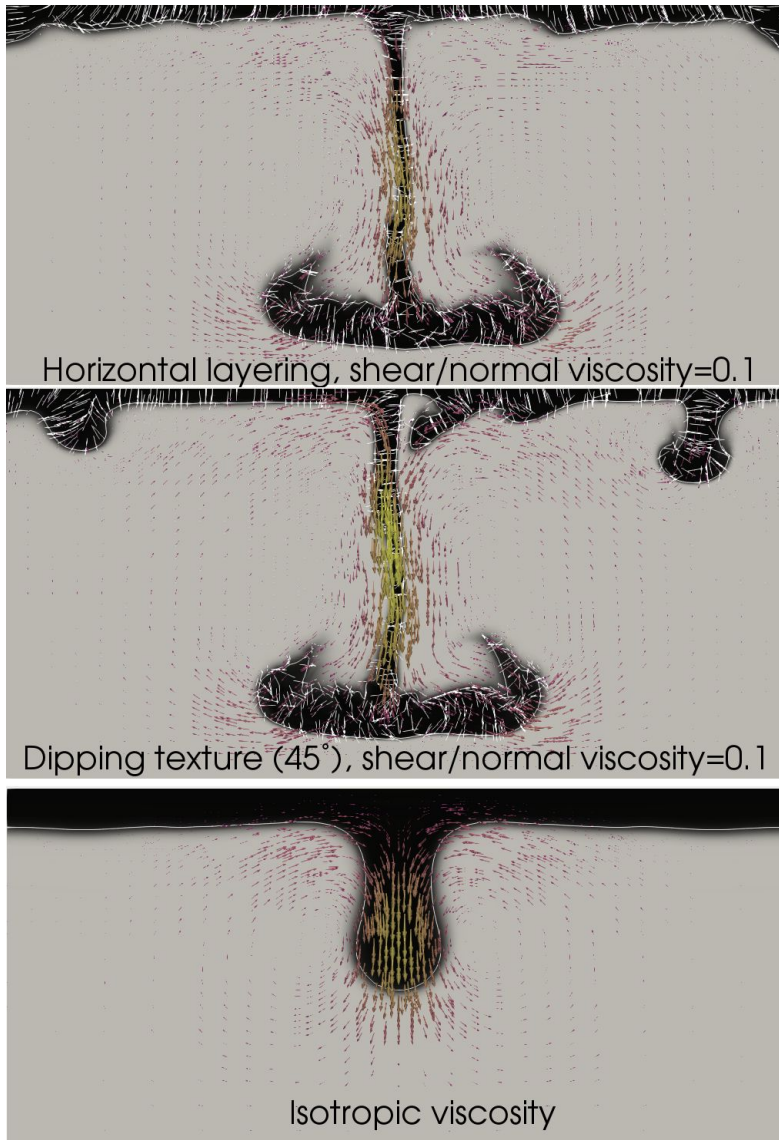 Horizontal layering, shear/normal viscosity=0.1
Dipping texture (45°), shear/normal viscosity=0.1
Isotropic viscosity